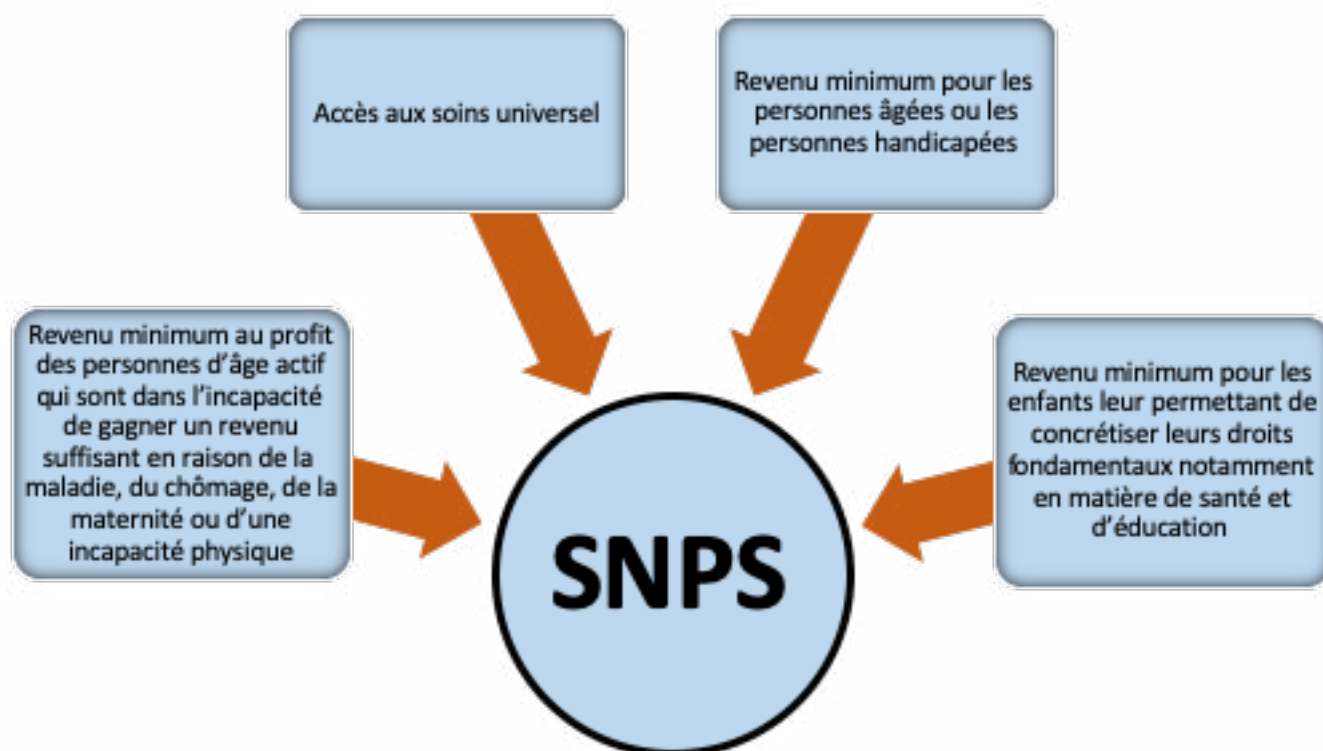 Accès aux soins universel
Revenu minimum pour les
personnes âgées ou les
personnes handicapées
Revenu minimum au profit
des personnes d'âge actif
qui sont dans l'incapacité
de gagner un revenu
suffisant en raison de la
maladie, du chômage, de la
maternité ou d'une
incapacité physique
Revenu minimum pour les
enfants leur permettant de
concrétiser leurs droits
fondamentaux notamment
en matière de santé et
d'éducation
SNPS